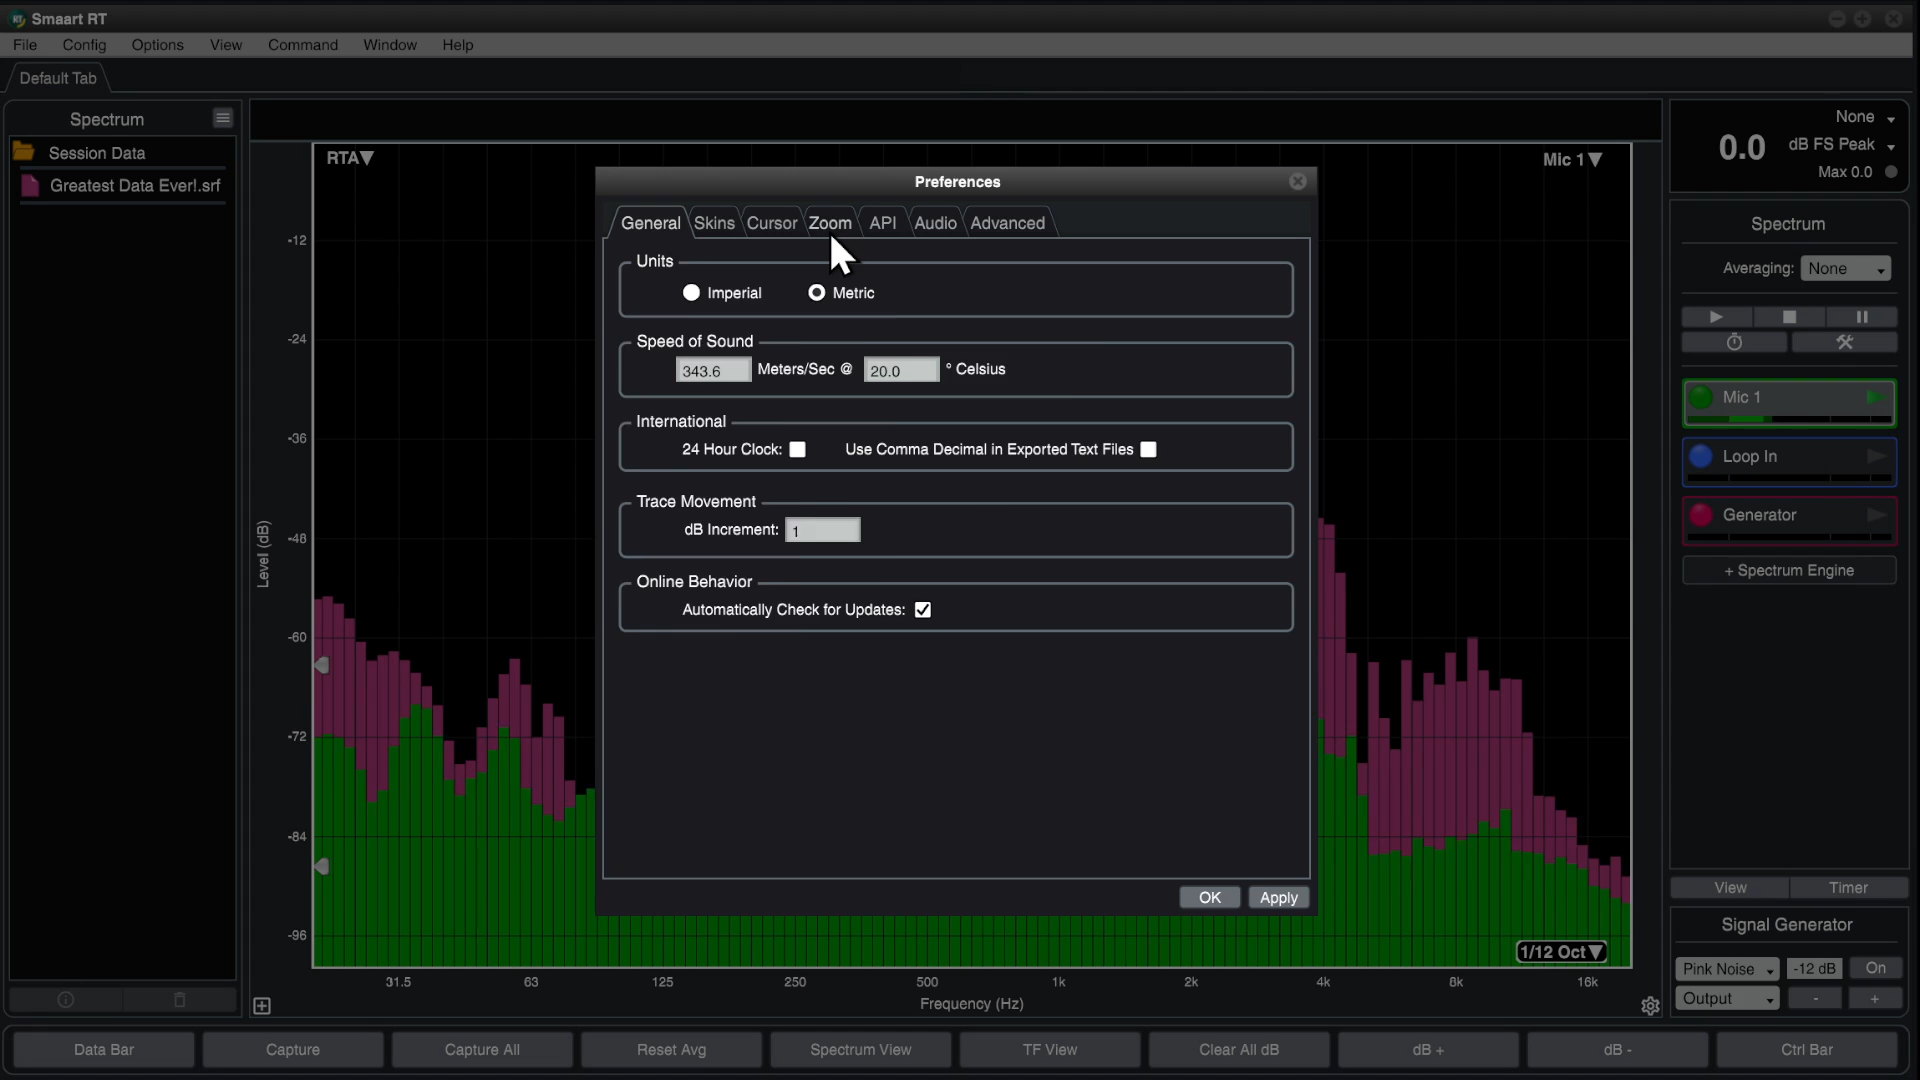 Smaart RT
File Config Options View Command Window Help
Default Tab
Spectrum
Session Data
Greatest Data Ever!.srf
RTA▼
Mic 1▼
Level (dB)
-12
-24
-36
-48
-60
-72
-84
-96
31.5 63 125 250 500 1k 2k 4k 8k 16k
Frequency (Hz)
1/12 Oct▼
Preferences
General Skins Cursor Zoom API Audio Advanced
Units
Imperial Metric
Speed of Sound
343.6 Meters/Sec @ 20.0 ° Celsius
International
24 Hour Clock: Use Comma Decimal in Exported Text Files
Trace Movement
dB Increment: 1
Online Behavior
Automatically Check for Updates:
OK Apply
None
0.0 dB FS Peak
Max 0.0
Spectrum
Averaging: None
Mic 1
Loop In
Generator
+ Spectrum Engine
View Timer
Signal Generator
Pink Noise -12 dB On
Output - +
Data Bar Capture Capture All Reset Avg Spectrum View TF View Clear All dB dB + dB - Ctrl Bar